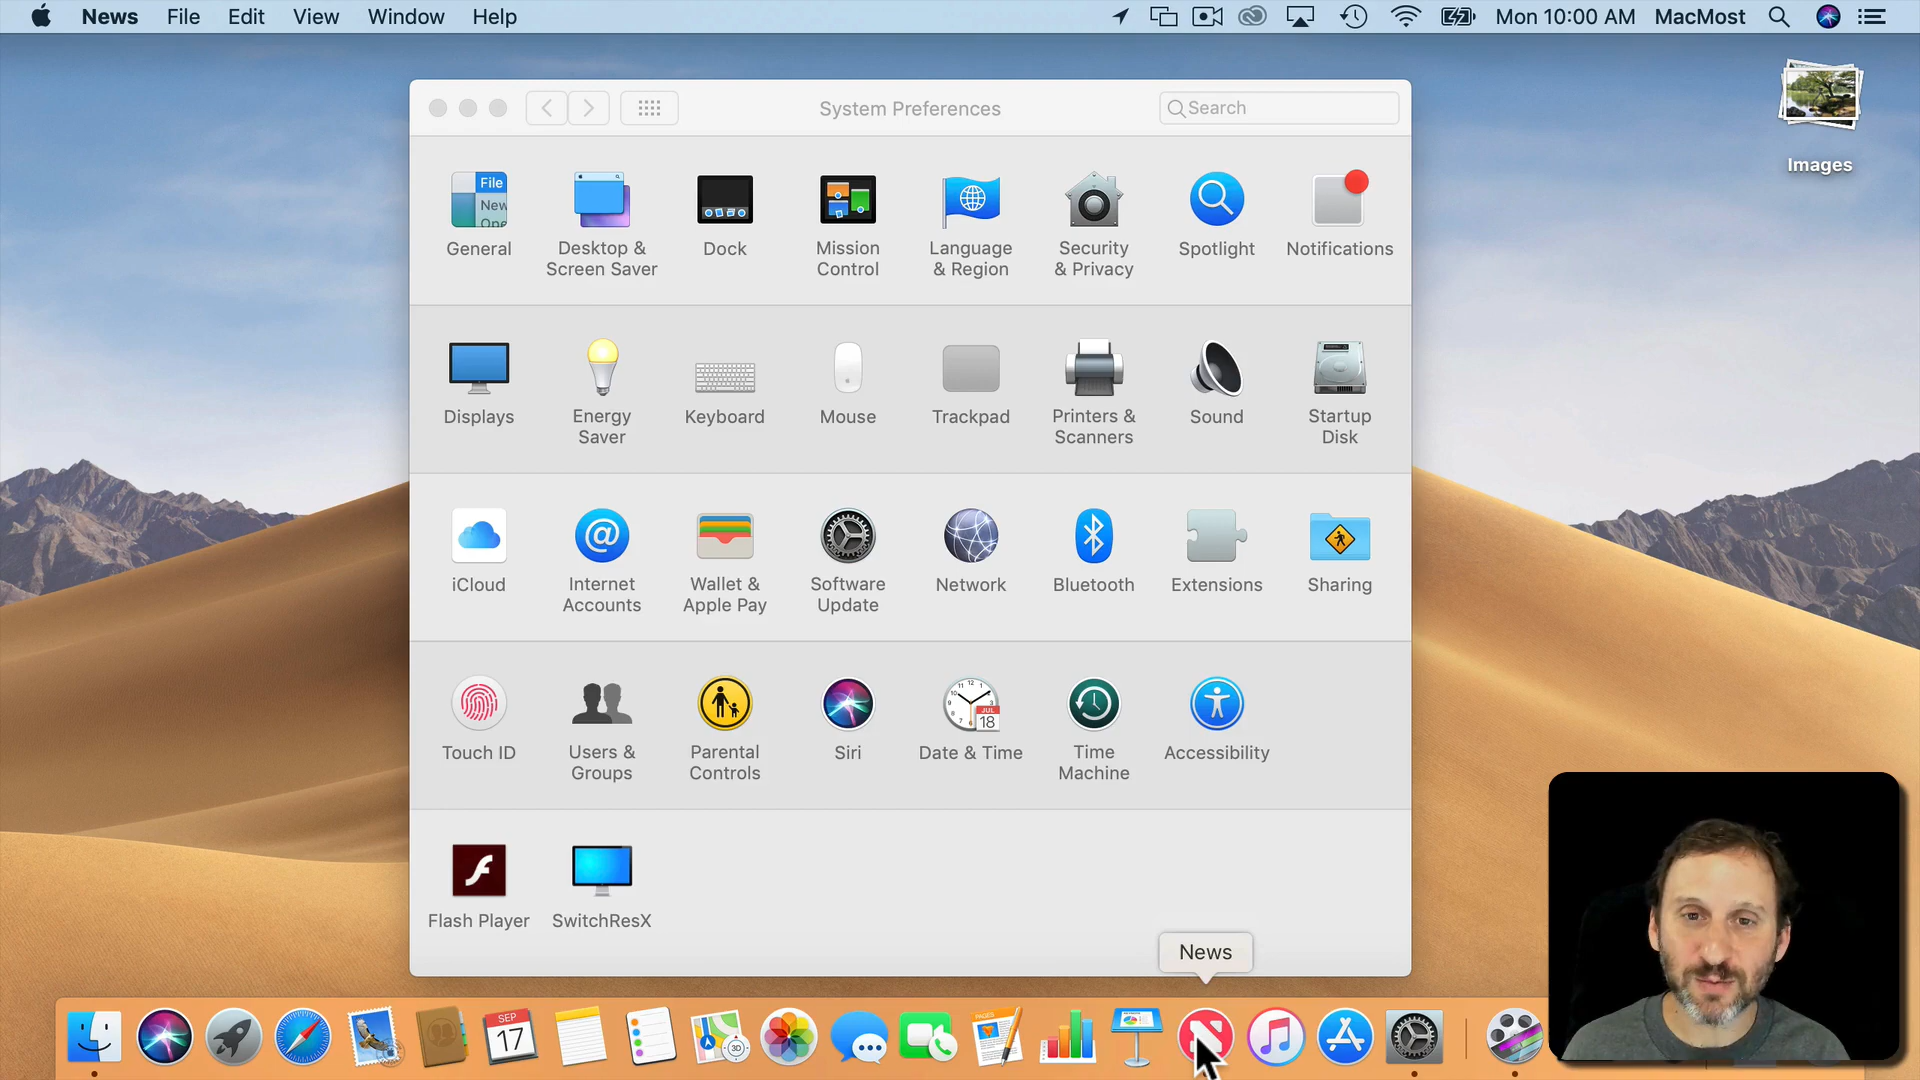 News File Edit View Window Help Mon 10:00 AM MacMost
System Preferences
Search
Images
File
New
Ope
General
Desktop &
Screen Saver
Dock
Mission
Control
Language
& Region
Security
& Privacy
Spotlight
Notifications
Displays
Energy
Saver
Keyboard
Mouse
Trackpad
Printers &
Scanners
Sound
Startup
Disk
iCloud
@
Internet
Accounts
Wallet &
Apple Pay
Software
Update
Network
Bluetooth
Extensions
Sharing
Touch ID
Users &
Groups
Parental
Controls
Siri
JUL
18
Date & Time
Time
Machine
Accessibility
Flash Player
SwitchResX
News
SEP
17
3D
PAGES